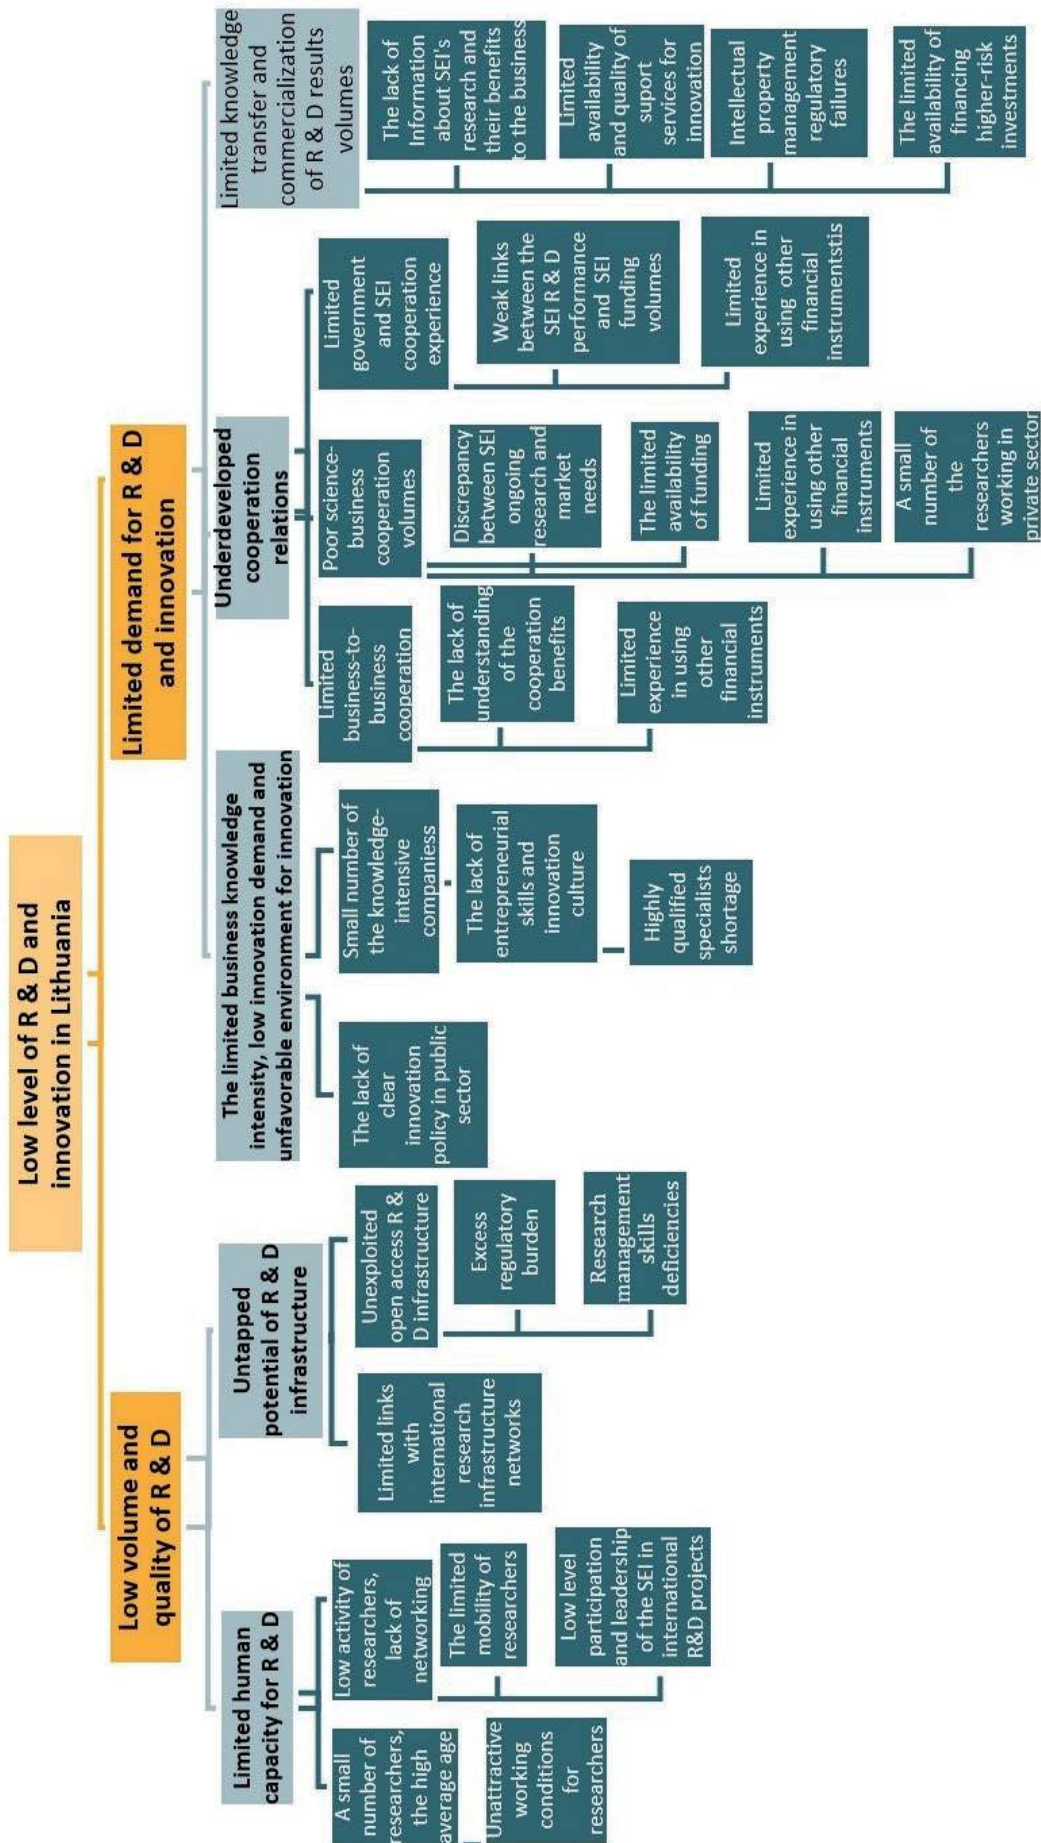 Low level of R & D and
innovation in Lithuania
Low volume and
quality of R & D
Limited human
capacity for R & D
A small
number of
researchers,
the high
average age
Unattractive
working
conditions
for
researchers
Low activity of
researchers,
lack of
networking
The limited
mobility of
researchers
Low level
participation
and leadership
of the SEI in
international
R&D projects
Untapped
potential of R & D
infrastructure
Limited links
with
international
research
infrastructure
networks
Unexploited
open access R &
D infrastructure
Excess
regulatory
burden
Research
management
skills
deficiencies
Limited demand for R & D
and innovation
The limited business knowledge
intensity, low innovation demand and
unfavorable environment for innovation
The lack of
clear
innovation
policy in public
sector
Small number of
the knowledge-
intensive
companiess
The lack of
entrepreneurial
skills and
innovation
culture
Highly
qualified
specialists
shortage
Underdeveloped
cooperation
relations
Limited
business-to-
business
cooperation
The lack of
understanding
of the
cooperation
benefits
Limited
experience
in using
other
financial
instruments
Poor science-
business
cooperation
volumes
Discrepancy
between SEI
ongoing
research and
market
needs
The limited
availability
of funding
Limited
experience in
using other
financial
instruments
A small
number of
the
researchers
working in
private sector
Limited
government
and SEI
cooperation
experience
Weak links
between the
SEI R & D
performance
and SEI
funding
volumes
Limited
experience in
using other
financial
instrumentstis
Limited knowledge
transfer and
commercialization
of R & D results
volumes
The lack of
Information
about SEI's
research and
their benefits
to the business
Limited
availability
and quality of
suport
services for
innovation
Intellectual
property
management
regulatory
failures
The limited
availability of
financing
higher-risk
investments